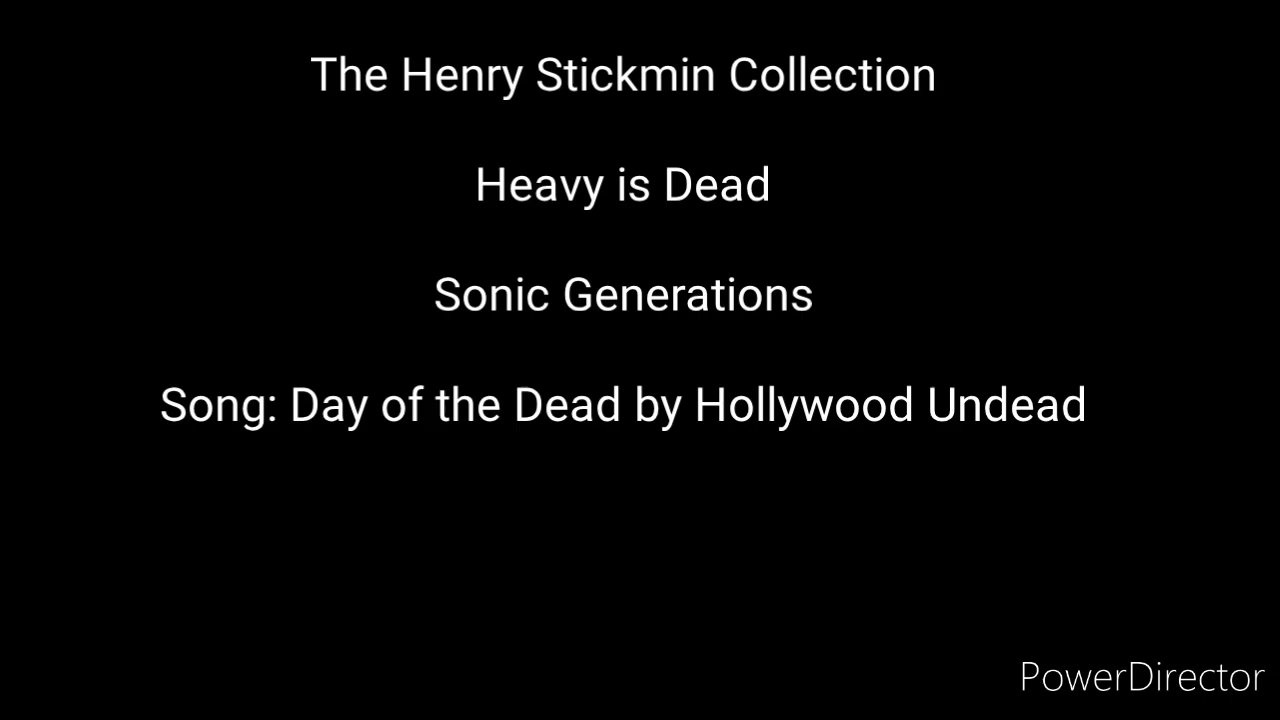 The Henry Stickmin Collection
Heavy is Dead
Sonic Generations
Song: Day of the Dead by Hollywood Undead
PowerDirector